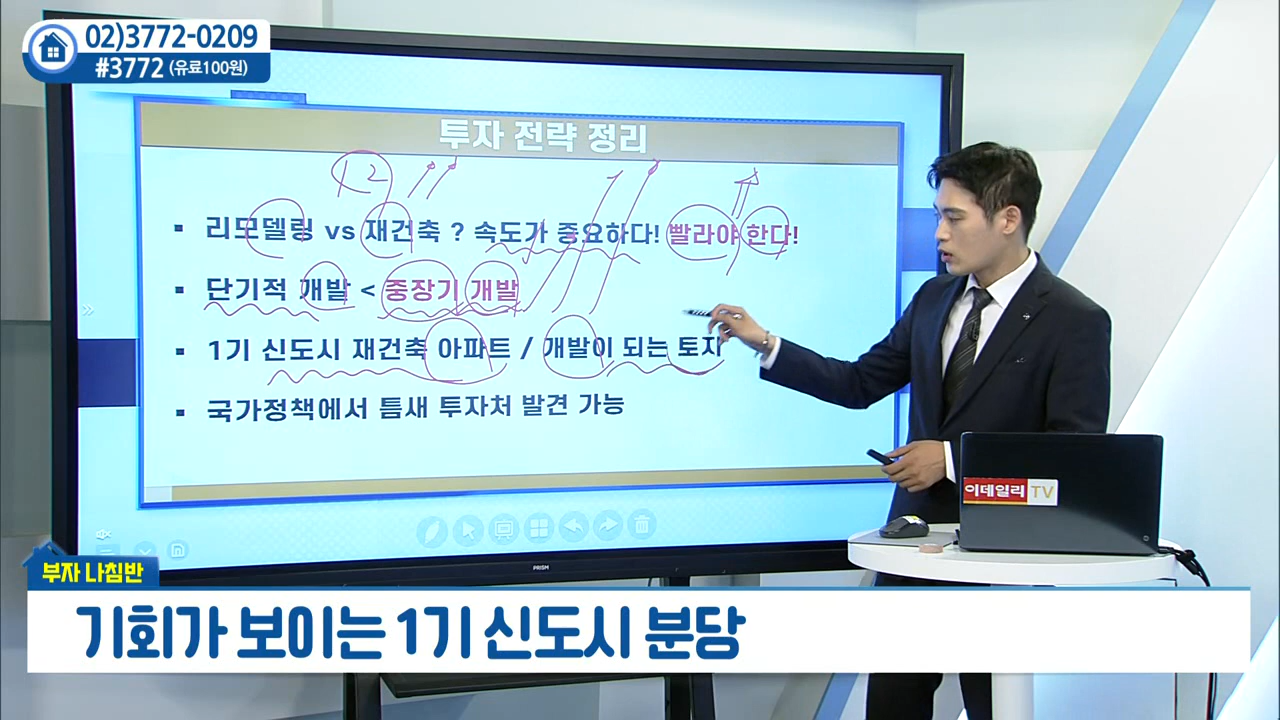 02)3772-0209
#3772 (유료100원)
투자 전략 정리
1 2
▪ 리모델링 vs 재건축 ? 속도가 중요하다! 빨라야 한다!
▪ 단기적 개발 < 중장기 개발
▪ 1기 신도시 재건축 아파트 / 개발이 되는 토지
▪ 국가정책에서 틈새 투자처 발견 가능
이데일리 TV
PRISM
부자 나침반
기회가 보이는 1기 신도시 분당